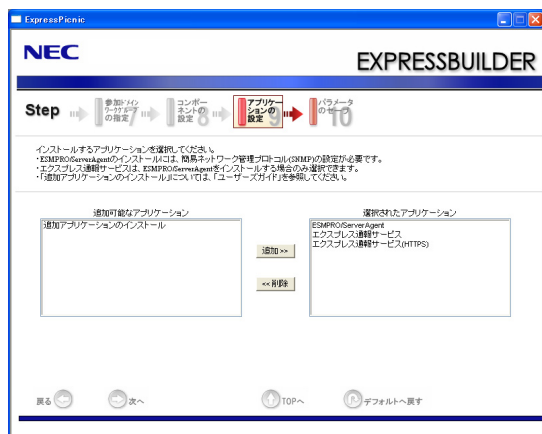 ExpressPicnic
NEC
EXPRESSBUILDER
Step
参加ドメイン
ワークグループ
の指定 7
コンポー
ネントの
設定 8
アプリケー
ションの
設定 9
パラメータ
のセーブ 10
インストールするアプリケーションを選択してください。
・ESMPRO/ServerAgentのインストールには、簡易ネットワーク管理プロトコル(SNMP)の設定が必要です。
・エクスプレス通報サービスは、ESMPRO/ServerAgentをインストールする場合のみ選択できます。
・「追加アプリケーションのインストール」については、「ユーザーズガイド」を参照してください。
追加可能なアプリケーション
選択されたアプリケーション
追加アプリケーションのインストール
ESMPRO/ServerAgent
エクスプレス通報サービス
エクスプレス通報サービス(HTTPS)
追加 >>
<< 削除
戻る
次へ
TOPへ
デフォルトへ戻す